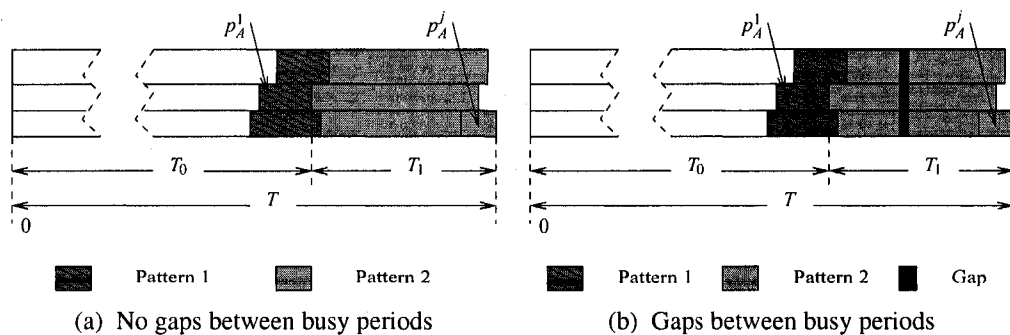 p_A^1 p_A^j
T_0 T_1
T
0
Pattern 1 Pattern 2
(a) No gaps between busy periods
p_A^1 p_A^j
T_0 T_1
T
0
Pattern 1 Pattern 2 Gap
(b) Gaps between busy periods